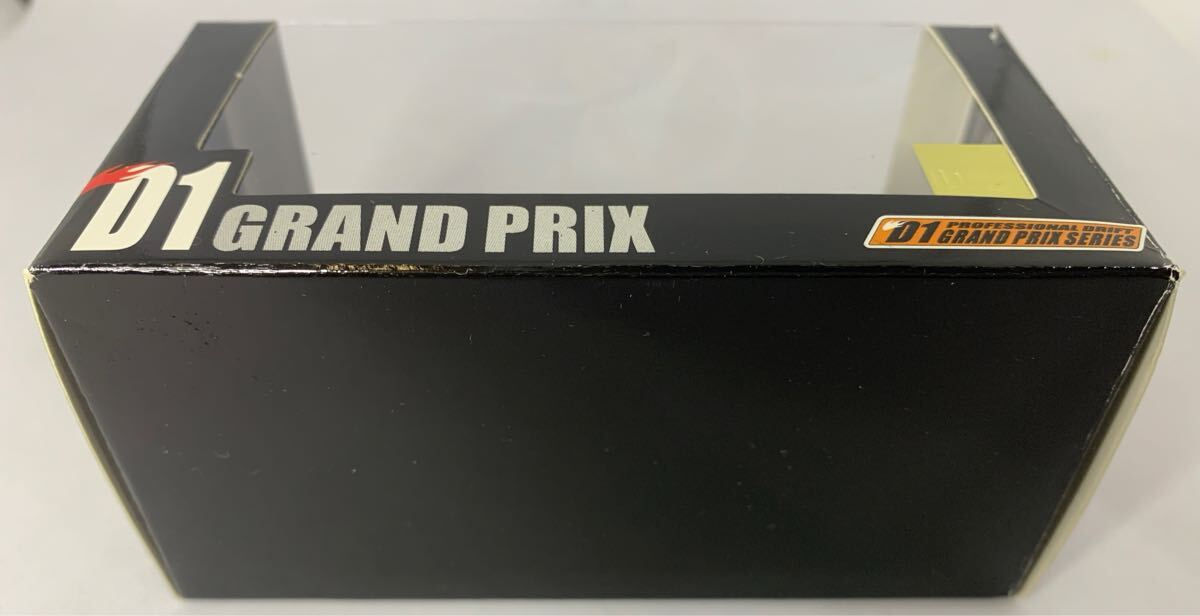 D1 GRAND PRIX
D1 PROFESSIONAL DRIFT
GRAND PRIX SERIES